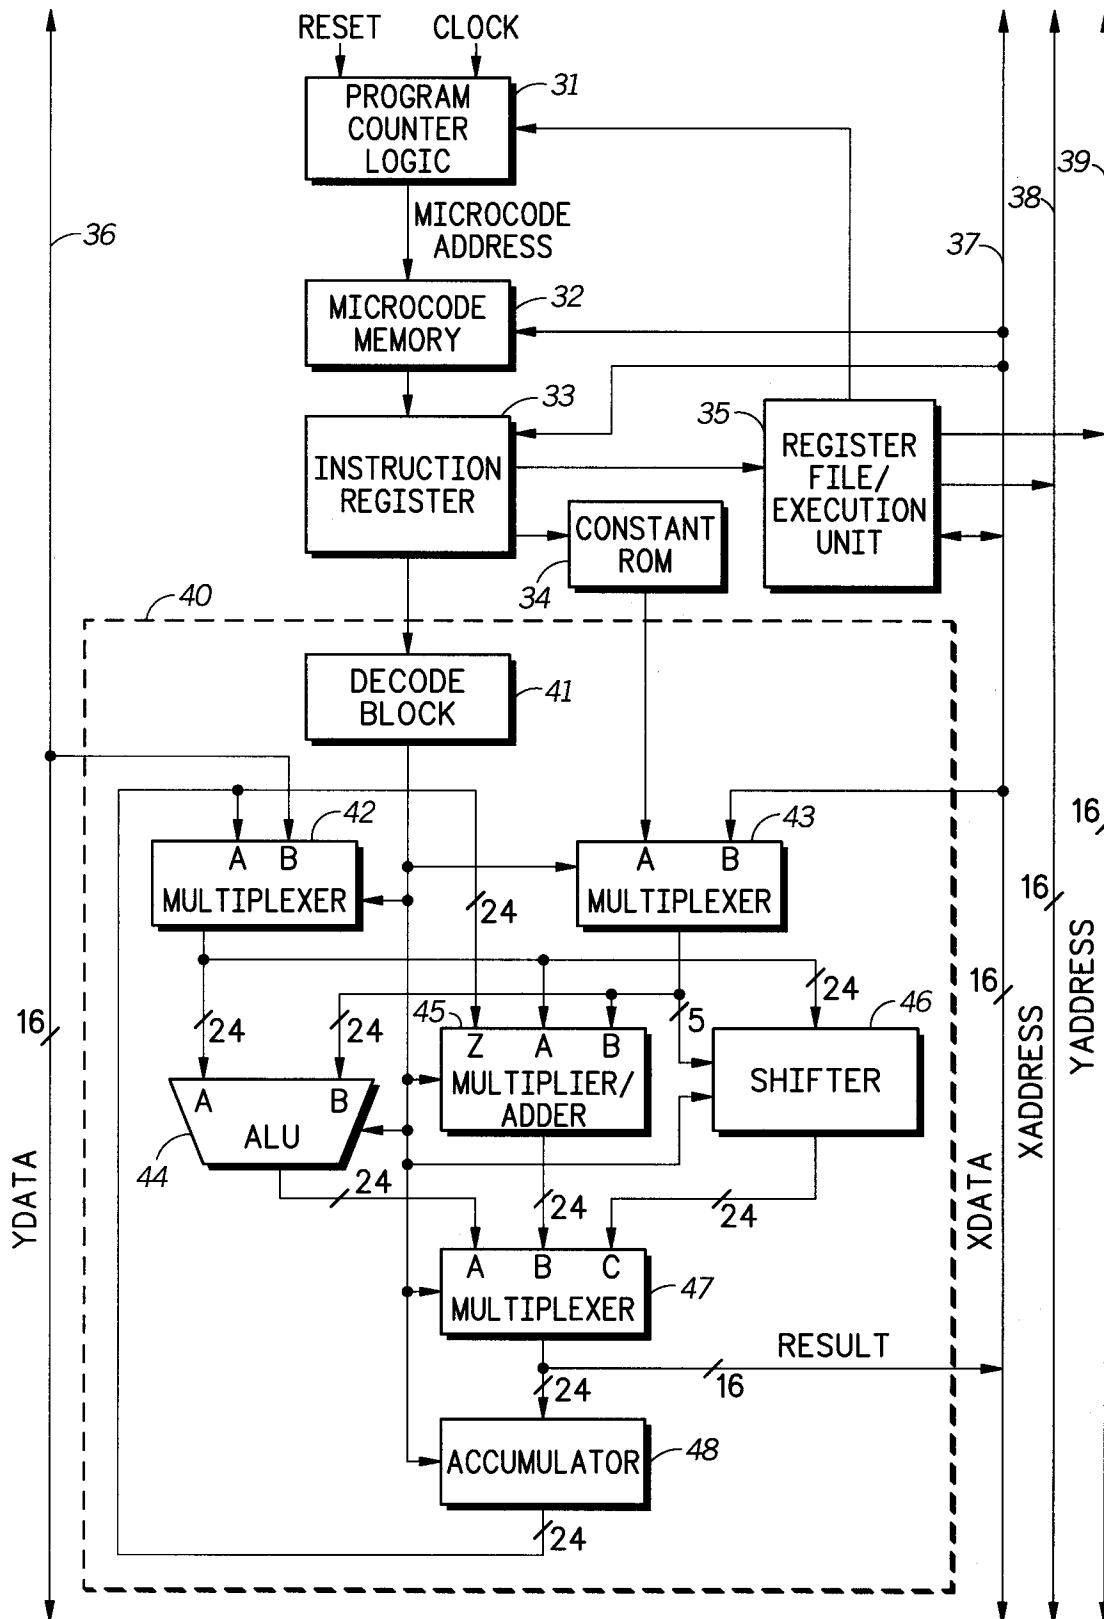 RESET
CLOCK
PROGRAM
COUNTER
LOGIC
31
MICROCODE
ADDRESS
36
39
38
37
MICROCODE
MEMORY
32
33
INSTRUCTION
REGISTER
35
REGISTER
FILE/
EXECUTION
UNIT
CONSTANT
ROM
34
40
DECODE
BLOCK
41
42
A B
MULTIPLEXER
43
A B
MULTIPLEXER
16
16
16
24
24
24
24
5
16
45
Z A B
MULTIPLIER/
ADDER
46
SHIFTER
A B
ALU
44
24
24
24
YDATA
XDATA
XADDRESS
YADDRESS
A B C
MULTIPLEXER
47
RESULT
24
16
ACCUMULATOR
48
24